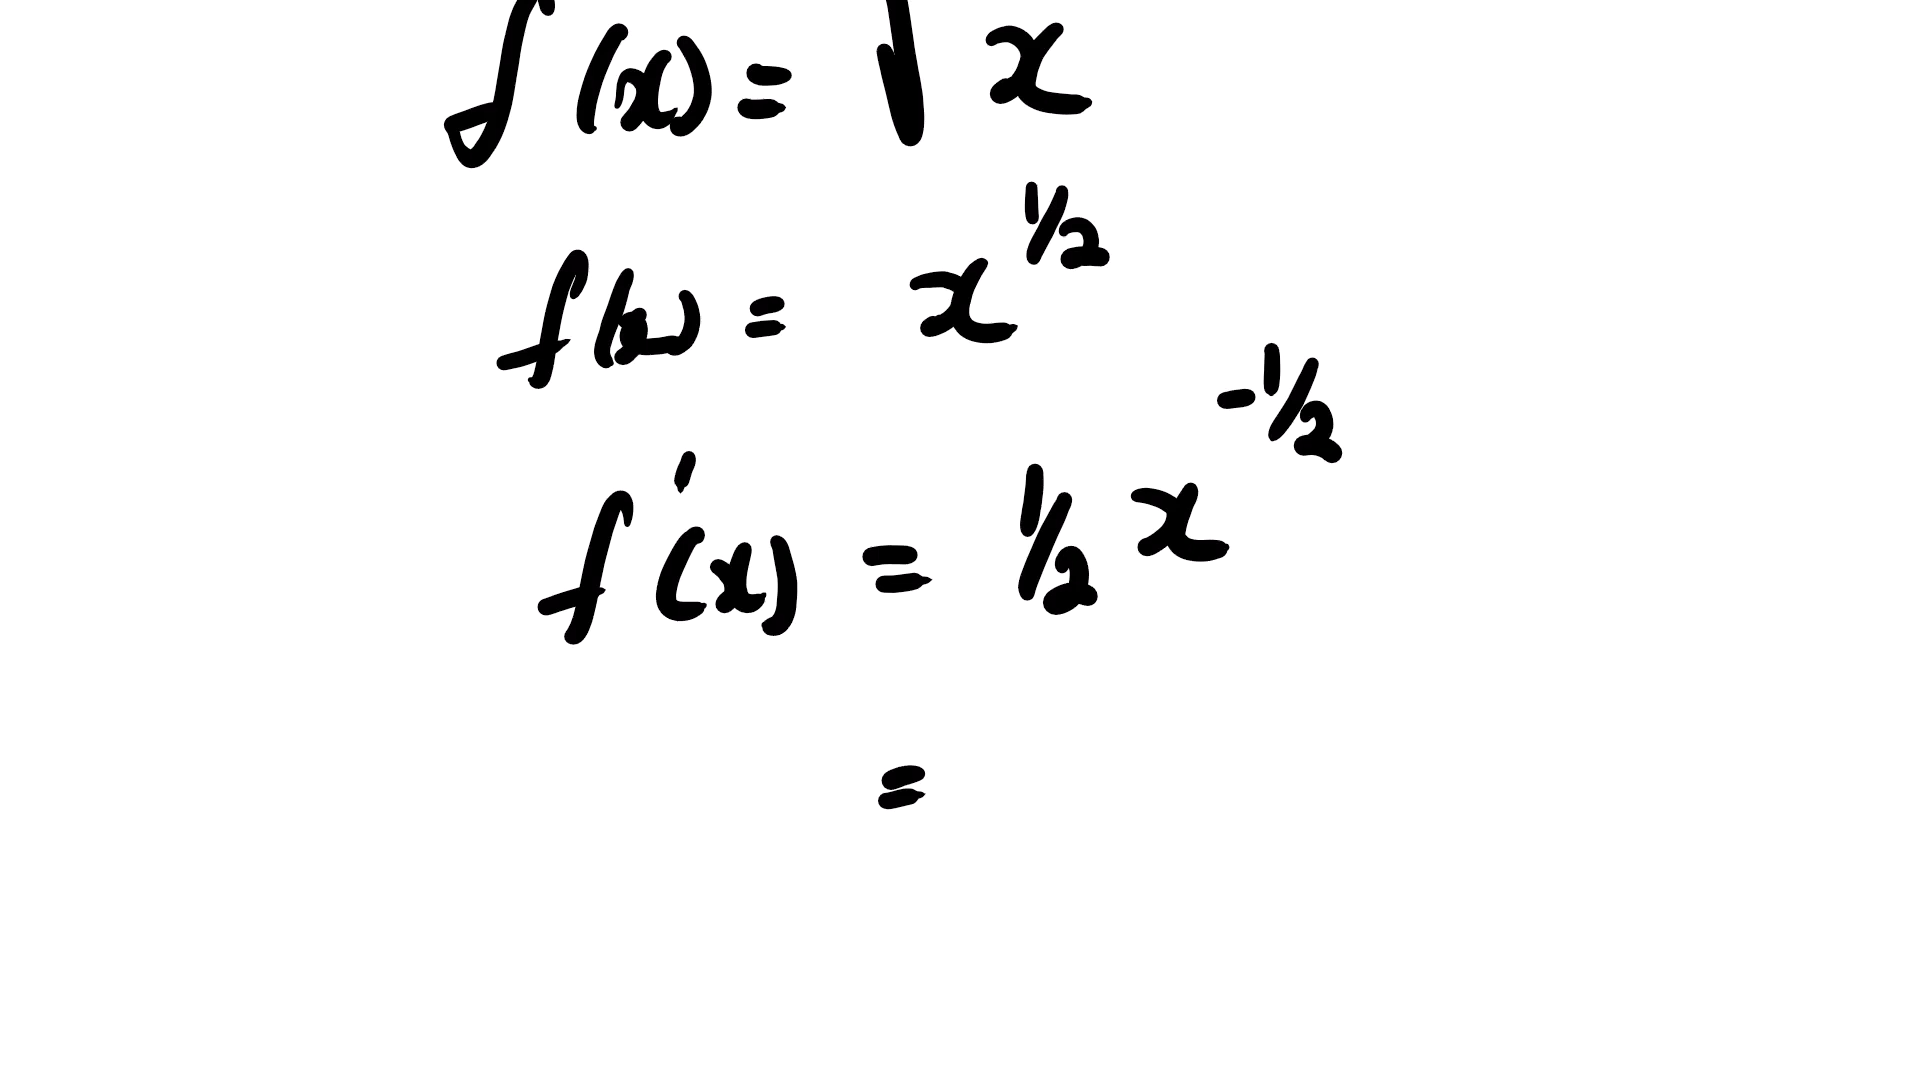 f(x) = √x
f(x) = x^1/2
f'(x) = 1/2 x^-1/2
=